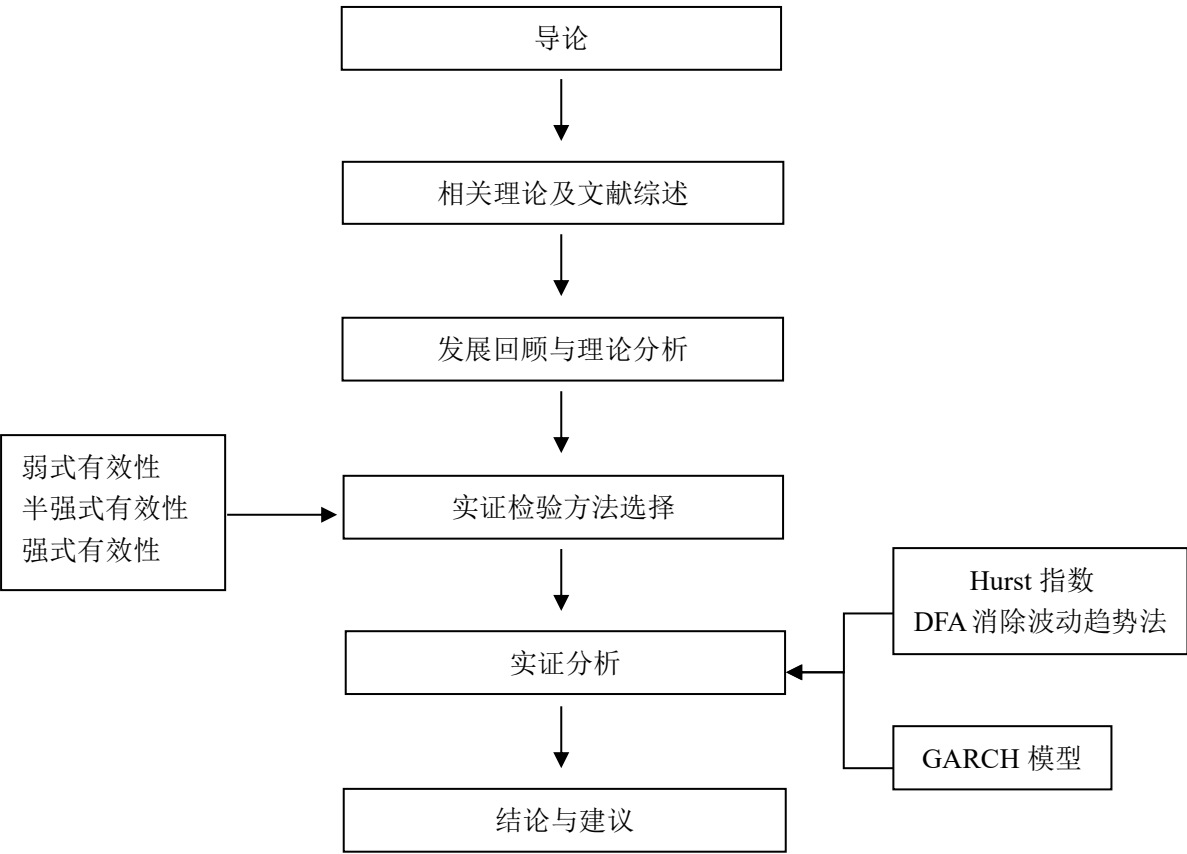 导论
相关理论及文献综述
发展回顾与理论分析
弱式有效性
半强式有效性
强式有效性
实证检验方法选择
Hurst 指数
DFA 消除波动趋势法
实证分析
GARCH 模型
结论与建议